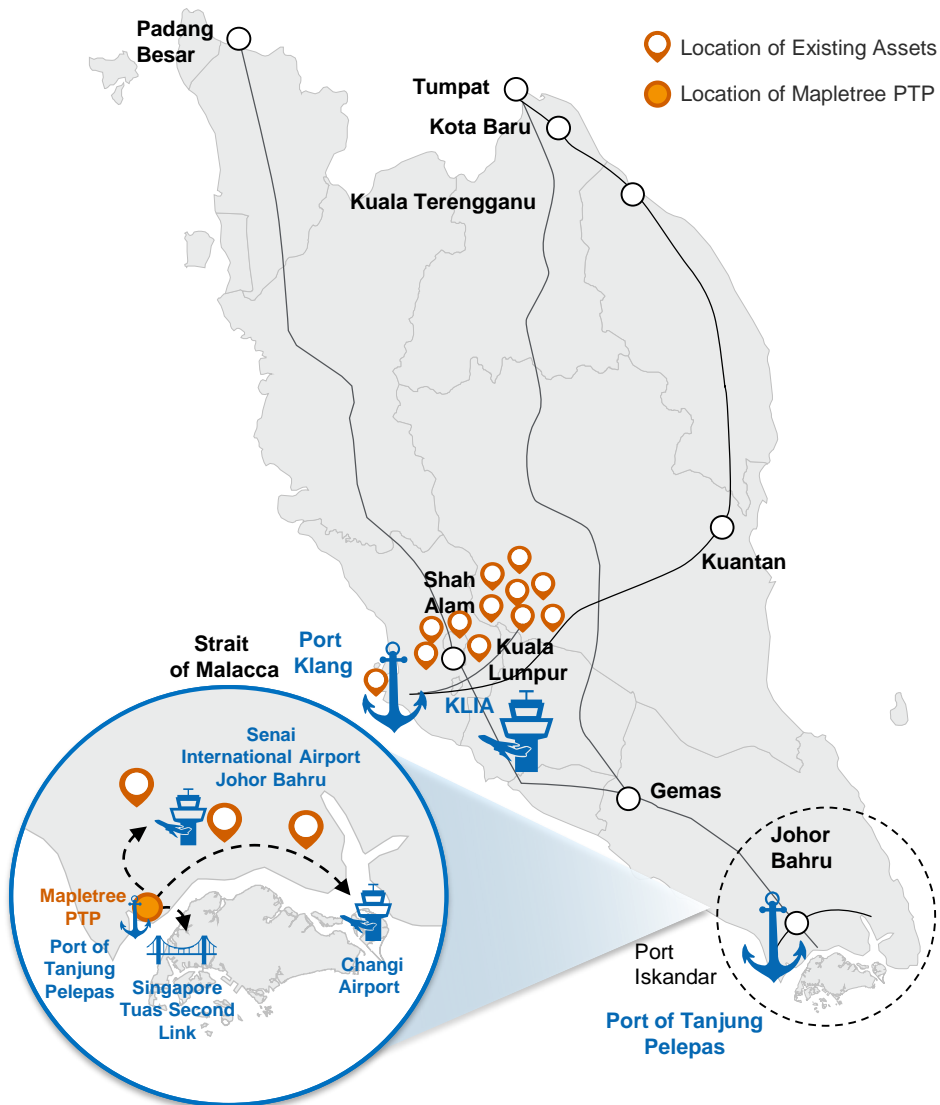 Padang
Besar
Location of Existing Assets
Tumpat
Location of Mapletree PTP
Kota Baru
Kuala Terengganu
Kuantan
Shah
Alam
Strait
of Malacca
Port
Klang
Kuala
Lumpur
KLIA
Senai
International Airport
Johor Bahru
Gemas
Johor
Bahru
Mapletree
PTP
Port of
Tanjung
Pelepas
Singapore
Tuas Second
Link
Changi
Airport
Port
Iskandar
Port of Tanjung
Pelepas